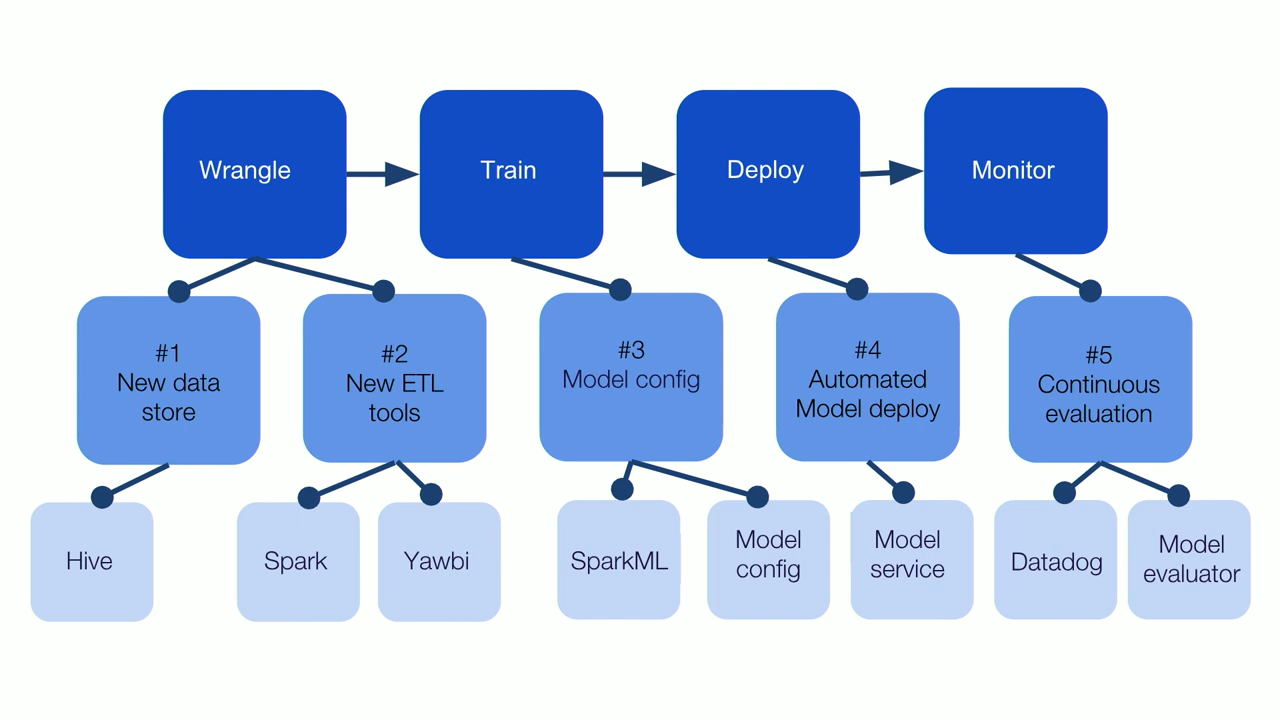 Wrangle
Train
Deploy
Monitor
#1
New data
store
#2
New ETL
tools
#3
Model config
#4
Automated
Model deploy
#5
Continuous
evaluation
Hive
Spark
Yawbi
SparkML
Model
config
Model
service
Datadog
Model
evaluator